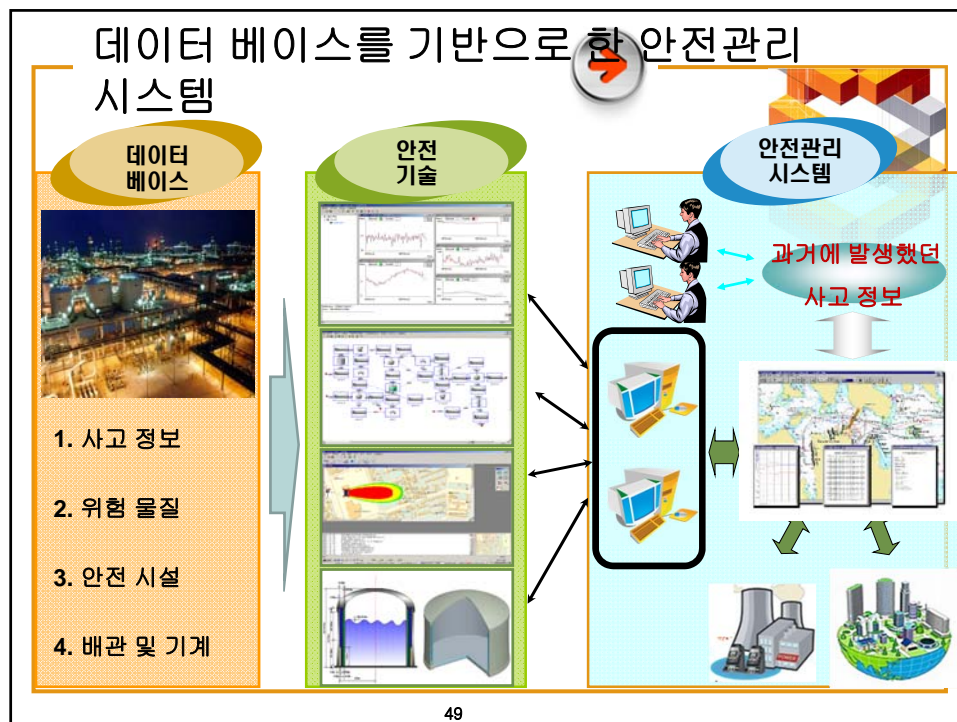 데이터 베이스를 기반으로 한 안전관리
시스템
데이터
베이스
1. 사고 정보
2. 위험 물질
3. 안전 시설
4. 배관 및 기계
안전
기술
안전관리
시스템
과거에 발생했던
사고 정보
49